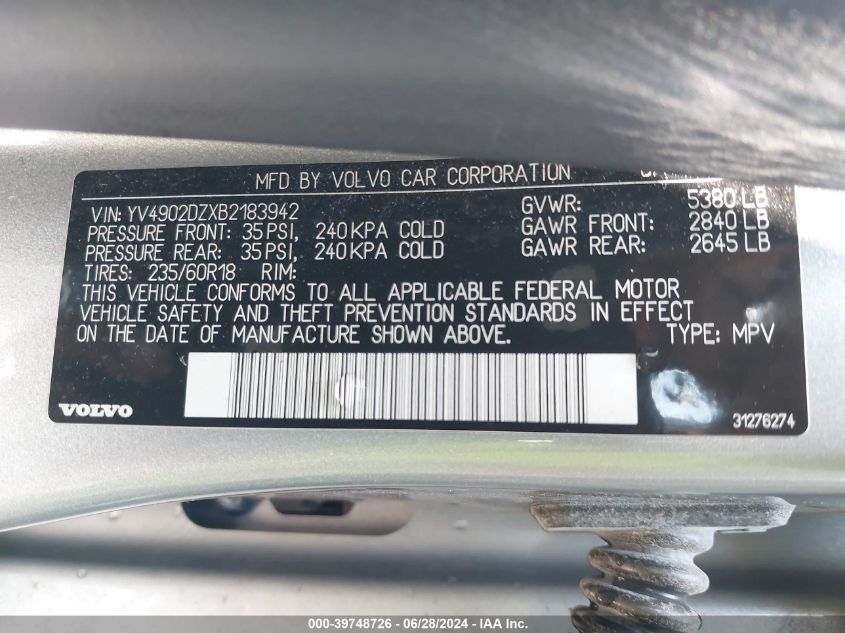 MFD BY VOLVO CAR CORPORATION
VIN: YV4902DZXB2183942
PRESSURE FRONT: 35 PSI, 240 KPA COLD
PRESSURE REAR: 35 PSI, 240 KPA COLD
TIRES: 235/60R18 RIM:
GVWR: 5380 LB
GAWR FRONT: 2840 LB
GAWR REAR: 2645 LB
THIS VEHICLE CONFORMS TO ALL APPLICABLE FEDERAL MOTOR
VEHICLE SAFETY AND THEFT PREVENTION STANDARDS IN EFFECT
ON THE DATE OF MANUFACTURE SHOWN ABOVE. TYPE: MPV
VOLVO 31276274
000-39748726 - 06/28/2024 - IAA Inc.